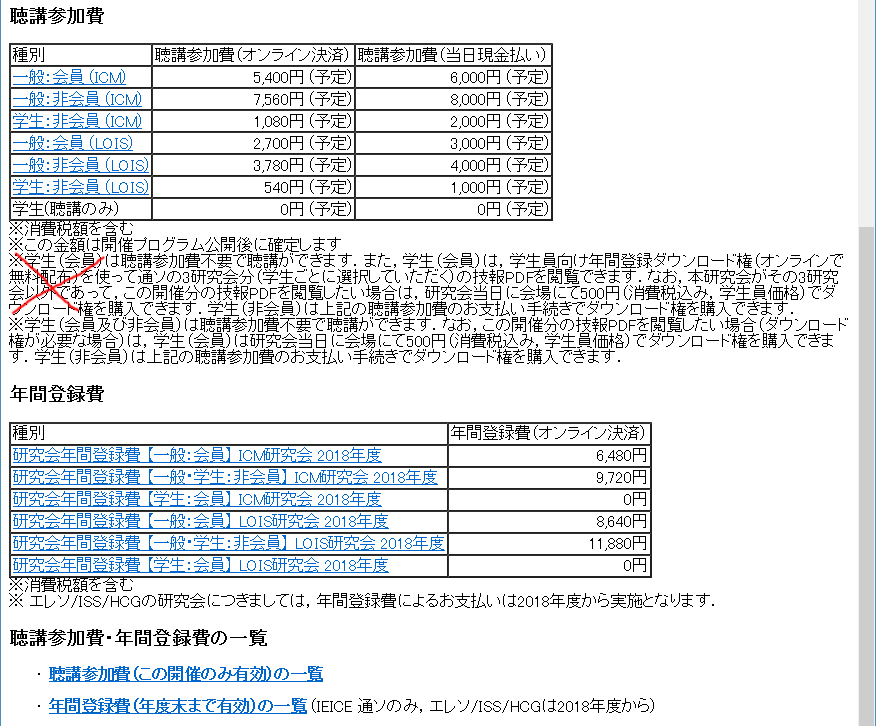 聴講参加費
種別 聴講参加費(オンライン決済) 聴講参加費(当日現金払い)
一般:会員 (ICM) 5,400円 (予定) 6,000円 (予定)
一般:非会員 (ICM) 7,560円 (予定) 8,000円 (予定)
学生:非会員 (ICM) 1,080円 (予定) 2,000円 (予定)
一般:会員 (LOIS) 2,700円 (予定) 3,000円 (予定)
一般:非会員 (LOIS) 3,780円 (予定) 4,000円 (予定)
学生:非会員 (LOIS) 540円 (予定) 1,000円 (予定)
学生(聴講のみ) 0円 (予定) 0円 (予定)
※消費税額を含む
※この金額は開催プログラム公開後に確定します
※学生(会員)は聴講参加費不要で聴講ができます. また, 学生(会員)は, 学生員向け年間登録ダウンロード権(オンラインで
無料配布)を使って通ソの3研究会分(学生ごとに選択していただく)の技報PDFを閲覧できます. なお, 本研究会がその3研究
会以外であって, この開催分の技報PDFを閲覧したい場合は, 研究会当日に会場にて500円(消費税込み, 学生員価格)でダ
ウンロード権を購入できます. 学生(非会員)は上記の聴講参加費のお支払い手続きでダウンロード権を購入できます.
※学生(会員及び非会員)は聴講参加費不要で聴講ができます. なお, この開催分の技報PDFを閲覧したい場合(ダウンロード
権が必要な場合)は, 学生(会員)は研究会当日に会場にて500円(消費税込み, 学生員価格)でダウンロード権を購入できま
す. 学生(非会員)は上記の聴講参加費のお支払い手続きでダウンロード権を購入できます.
年間登録費
種別 年間登録費(オンライン決済)
研究会年間登録費【一般:会員】 ICM研究会 2018年度 6,480円
研究会年間登録費【一般・学生:非会員】 ICM研究会 2018年度 9,720円
研究会年間登録費【学生:会員】 ICM研究会 2018年度 0円
研究会年間登録費【一般:会員】 LOIS研究会 2018年度 8,640円
研究会年間登録費【一般・学生:非会員】 LOIS研究会 2018年度 11,880円
研究会年間登録費【学生:会員】 LOIS研究会 2018年度 0円
※消費税額を含む
※ エレソ/ISS/HCGの研究会につきましては, 年間登録費によるお支払いは2018年度から実施となります.
聴講参加費・年間登録費の一覧
・ 聴講参加費(この開催のみ有効)の一覧
・ 年間登録費(年度末まで有効)の一覧 (IEICE 通ソのみ, エレソ/ISS/HCGは2018年度から)